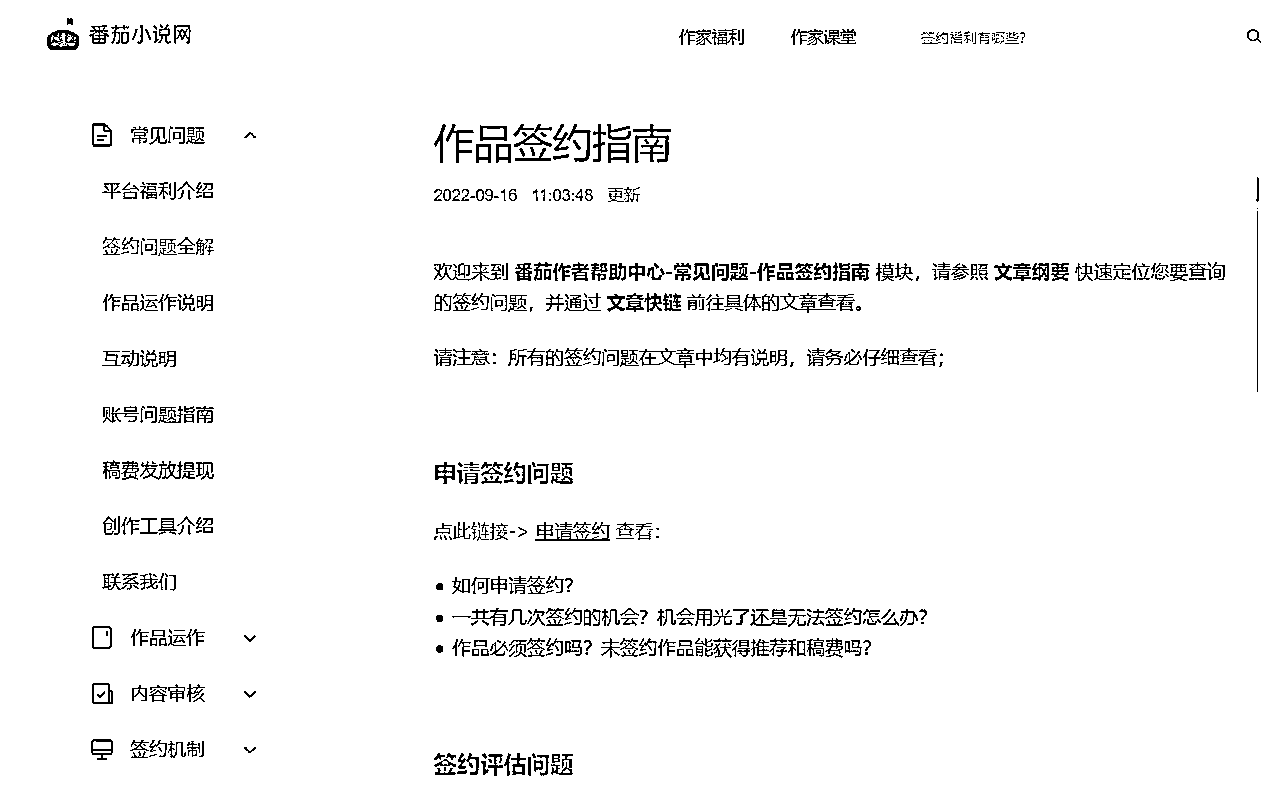 番茄小说网
作家福利
作家课堂
签约福利有哪些?
常见问题
平台福利介绍
签约问题全解
作品运作说明
互动说明
账号问题指南
稿费发放提现
创作工具介绍
联系我们
作品运作
内容审核
签约机制
作品签约指南
2022-09-16 11:03:48 更新
欢迎来到 番茄作者帮助中心-常见问题-作品签约指南 模块，请参照 文章纲要 快速定位您要查询
的签约问题，并通过 文章快链 前往具体的文章查看。
请注意：所有的签约问题在文章中均有说明，请务必仔细查看；
申请签约问题
点此链接-> 申请签约 查看：
• 如何申请签约？
• 一共有几次签约的机会？机会用光了还是无法签约怎么办？
• 作品必须签约吗？未签约作品能获得推荐和稿费吗？
签约评估问题